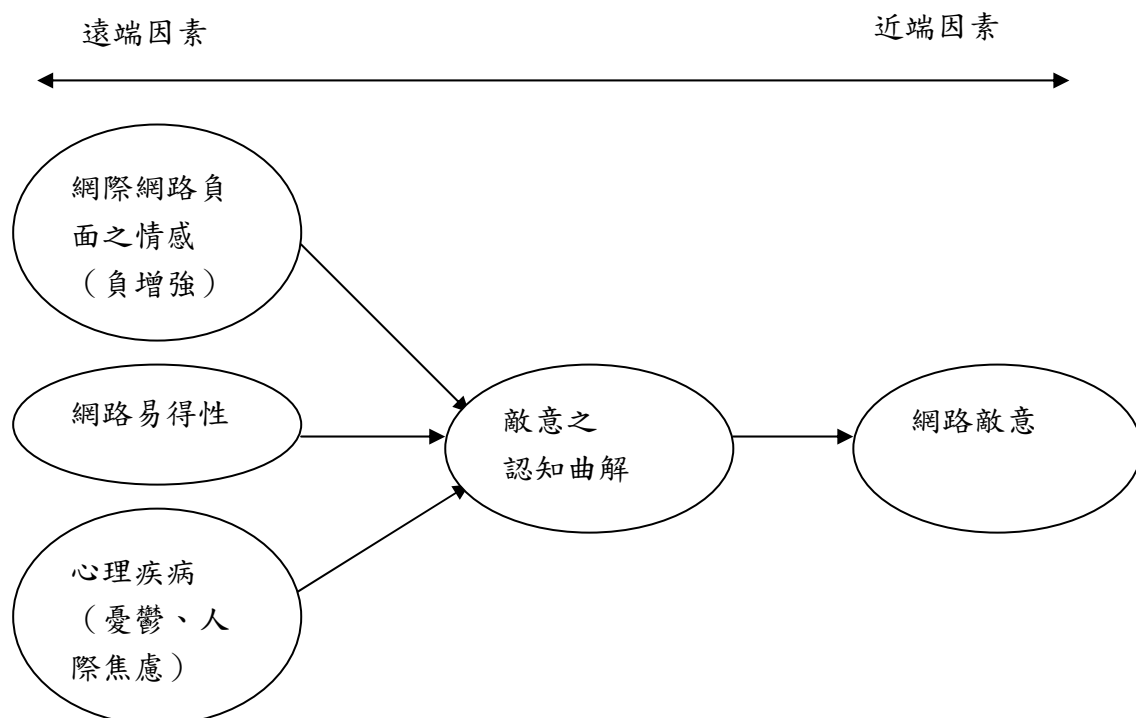 遠端因素
近端因素
網際網路負
面之情感
（負增強）
網路易得性
敵意之
認知曲解
網路敵意
心理疾病
（憂鬱、人
際焦慮）